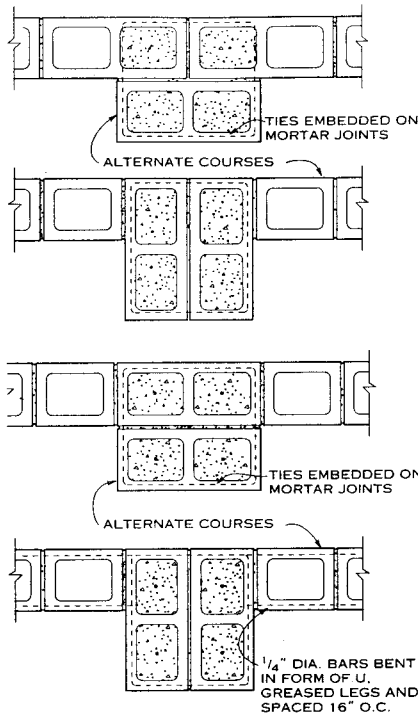 TIES EMBEDDED ON
MORTAR JOINTS
ALTERNATE COURSES
TIES EMBEDDED ON
MORTAR JOINTS
ALTERNATE COURSES
1/4" DIA. BARS BENT
IN FORM OF U,
GREASED LEGS AND
SPACED 16" O.C.